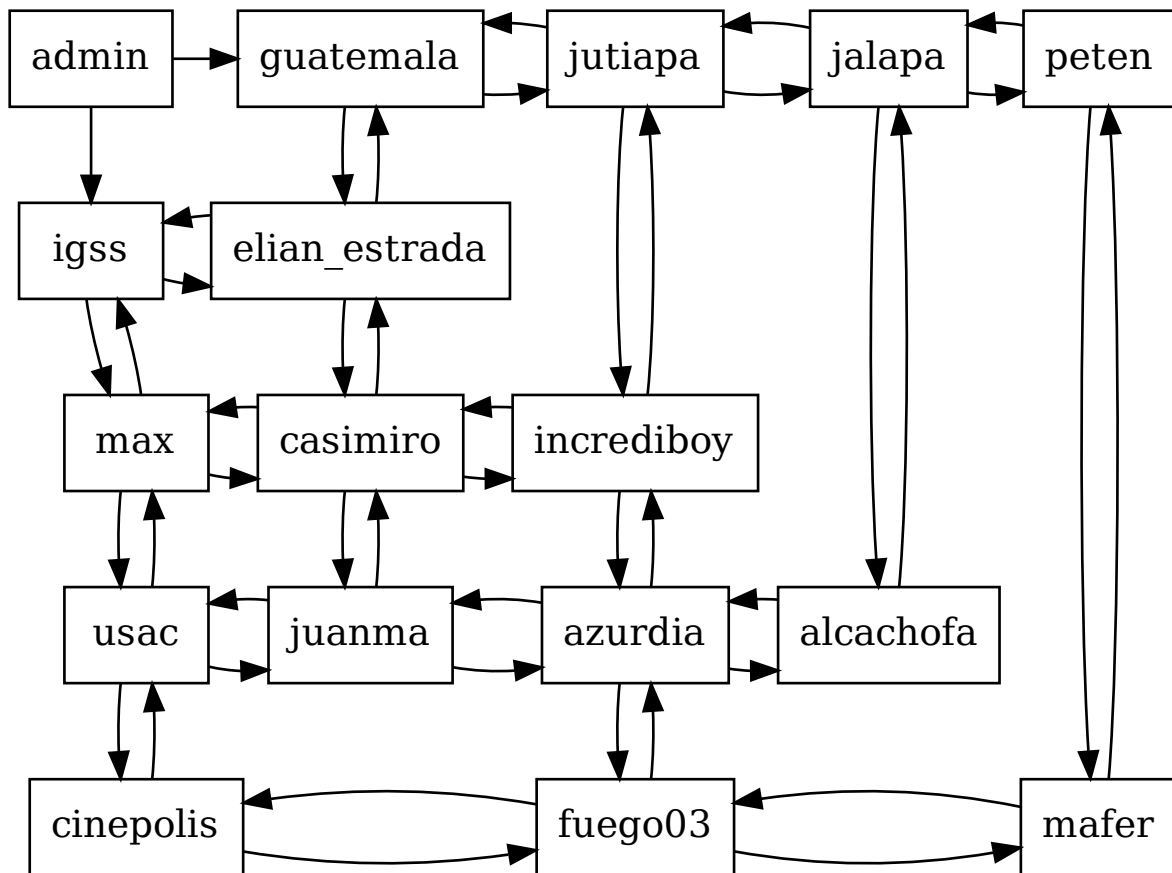 admin
guatemala
jutiapa
jalapa
peten
igss
elian_estrada
max
casimiro
incrediboy
usac
juanma
azurdia
alcachofa
cinepolis
fuego03
mafer